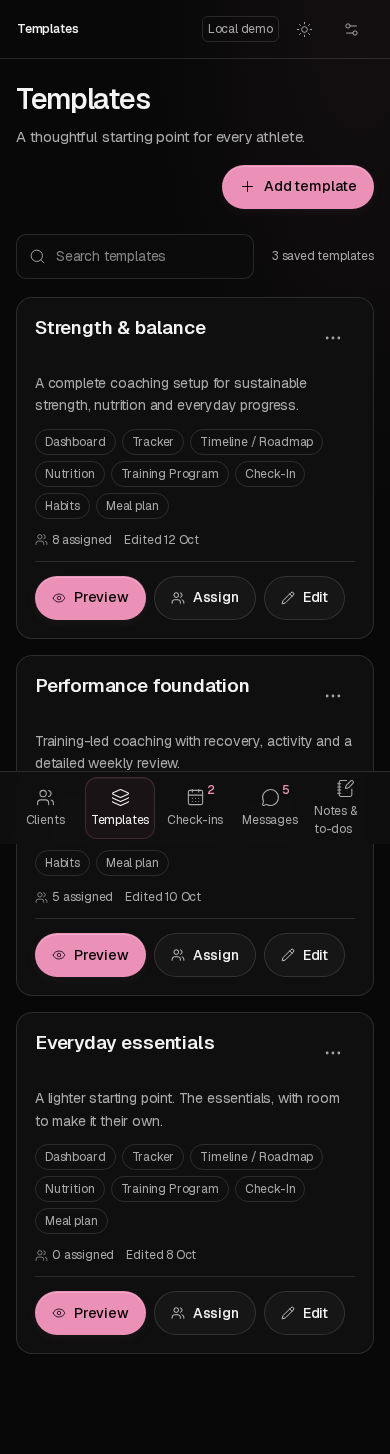 Templates
Local demo
Templates
A thoughtful starting point for every athlete.
Add template
Search templates
3 saved templates
Strength & balance
A complete coaching setup for sustainable
strength, nutrition and everyday progress.
Dashboard Tracker Timeline / Roadmap
Nutrition Training Program Check-In
Habits Meal plan
8 assigned Edited 12 Oct
Preview Assign Edit
Performance foundation
Training-led coaching with recovery, activity and a
detailed weekly review.
Clients
Templates
2
Check-ins
5
Messages
Notes &
to-dos
Habits Meal plan
5 assigned Edited 10 Oct
Preview Assign Edit
Everyday essentials
A lighter starting point. The essentials, with room
to make it their own.
Dashboard Tracker Timeline / Roadmap
Nutrition Training Program Check-In
Meal plan
0 assigned Edited 8 Oct
Preview Assign Edit